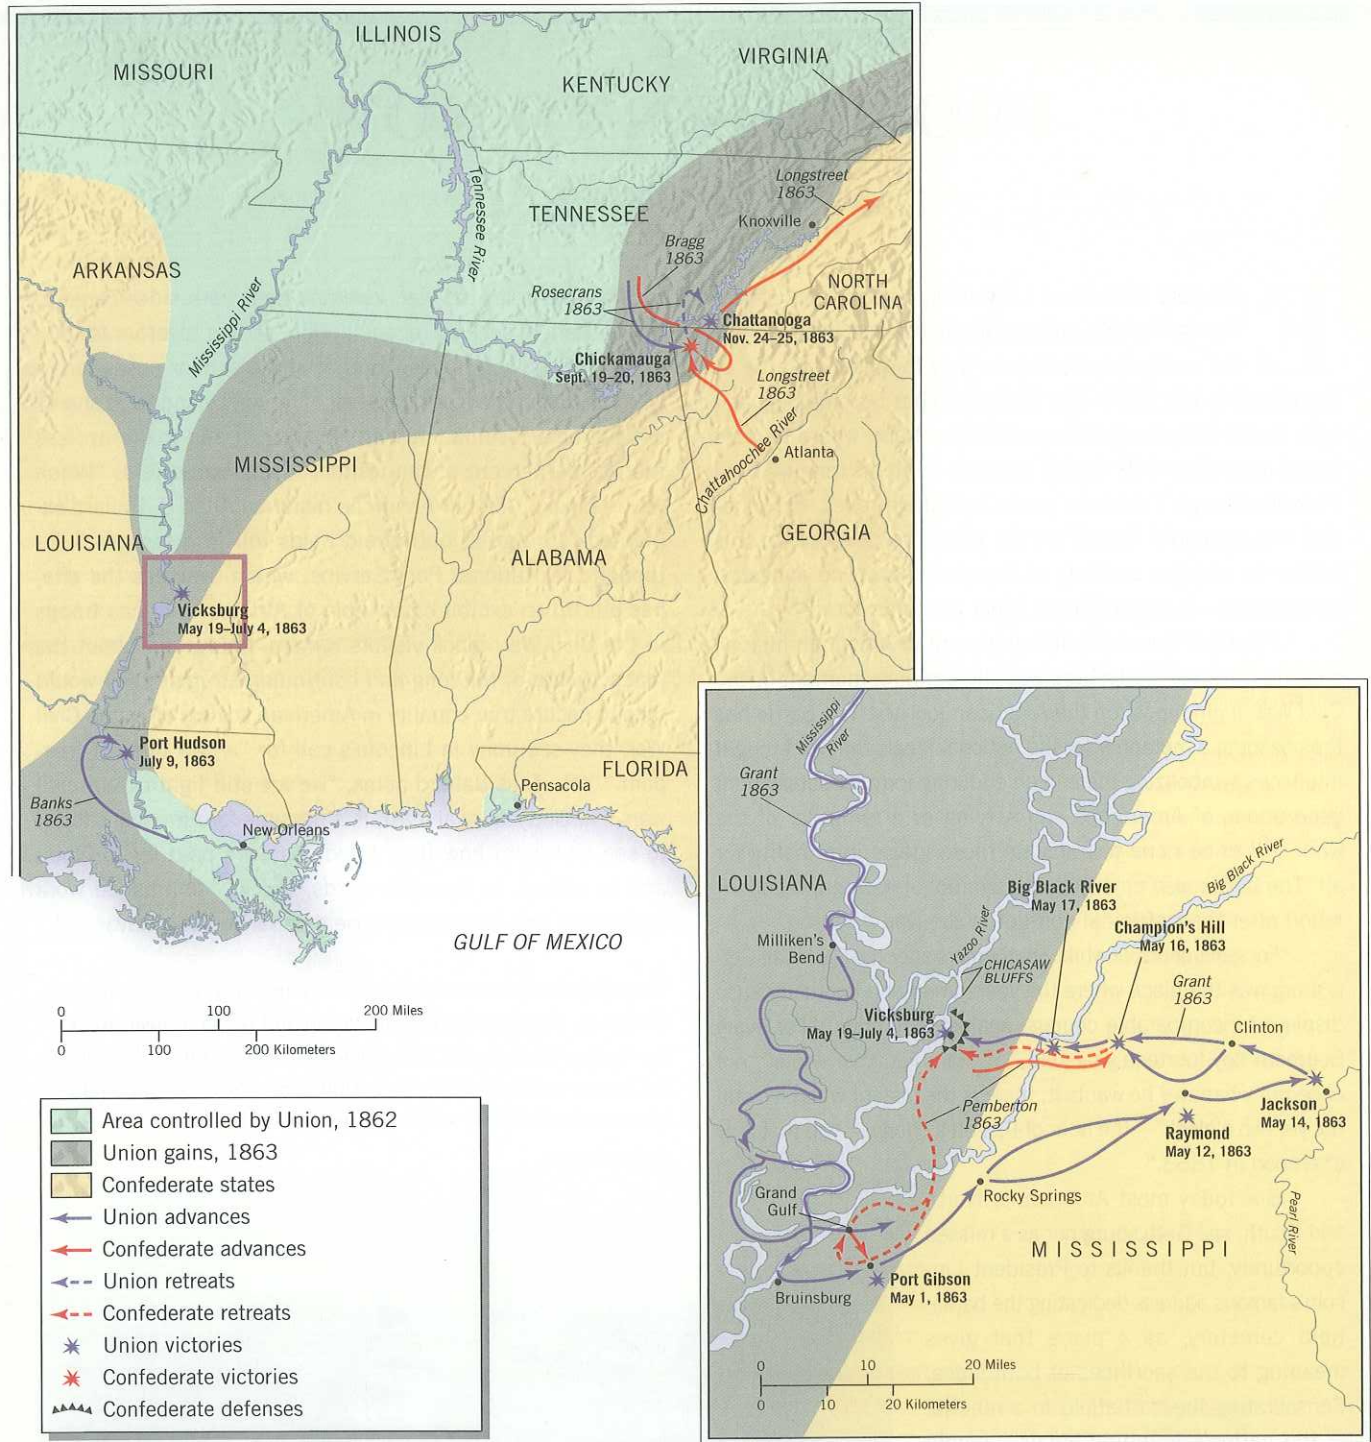 ILLINOIS
MISSOURI
VIRGINIA
KENTUCKY
Tennessee River
Longstreet
1863
TENNESSEE
Knoxville
Bragg
1863
ARKANSAS
Mississippi River
Rosecrans
1863
NORTH
CAROLINA
Chattanooga
Nov. 24–25, 1863
Chickamauga
Sept. 19–20, 1863
Longstreet
1863
Chattahoochee River
Atlanta
MISSISSIPPI
LOUISIANA
ALABAMA
GEORGIA
Vicksburg
May 19–July 4, 1863
Port Hudson
July 9, 1863
FLORIDA
Pensacola
Banks
1863
New Orleans
GULF OF MEXICO
0 100 200 Miles
0 100 200 Kilometers
Area controlled by Union, 1862
Union gains, 1863
Confederate states
Union advances
Confederate advances
Union retreats
Confederate retreats
Union victories
Confederate victories
Confederate defenses
Mississippi
River
Grant
1863
LOUISIANA
Big Black River
May 17, 1863
Big Black River
Champion's Hill
May 16, 1863
Milliken's
Bend
Yazoo River
CHICASAW
BLUFFS
Grant
1863
Vicksburg
May 19–July 4, 1863
Clinton
Pemberton
1863
Jackson
May 14, 1863
Raymond
May 12, 1863
Grand
Gulf
Rocky Springs
Pearl River
MISSISSIPPI
Bruinsburg
Port Gibson
May 1, 1863
0 10 20 Miles
0 10 20 Kilometers